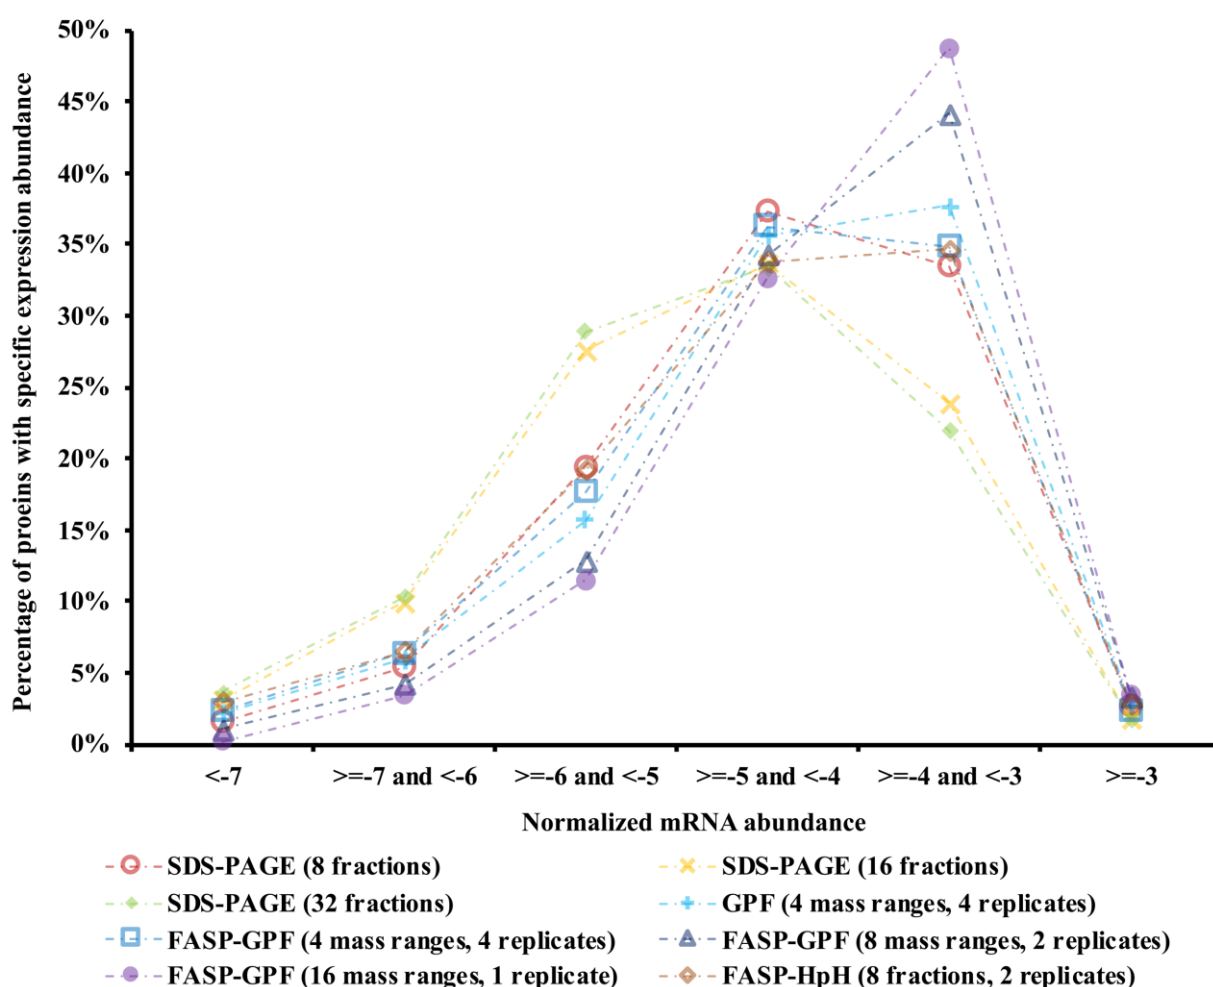 50%
45%
40%
35%
30%
25%
20%
15%
10%
5%
0%
Percentage of proeins with specific expression abundance
<-7
>=-7 and <-6
>=-6 and <-5
>=-5 and <-4
>=-4 and <-3
>=-3
Normalized mRNA abundance
SDS-PAGE (8 fractions)
SDS-PAGE (16 fractions)
SDS-PAGE (32 fractions)
GPF (4 mass ranges, 4 replicates)
FASP-GPF (4 mass ranges, 4 replicates)
FASP-GPF (8 mass ranges, 2 replicates)
FASP-GPF (16 mass ranges, 1 replicate)
FASP-HpH (8 fractions, 2 replicates)